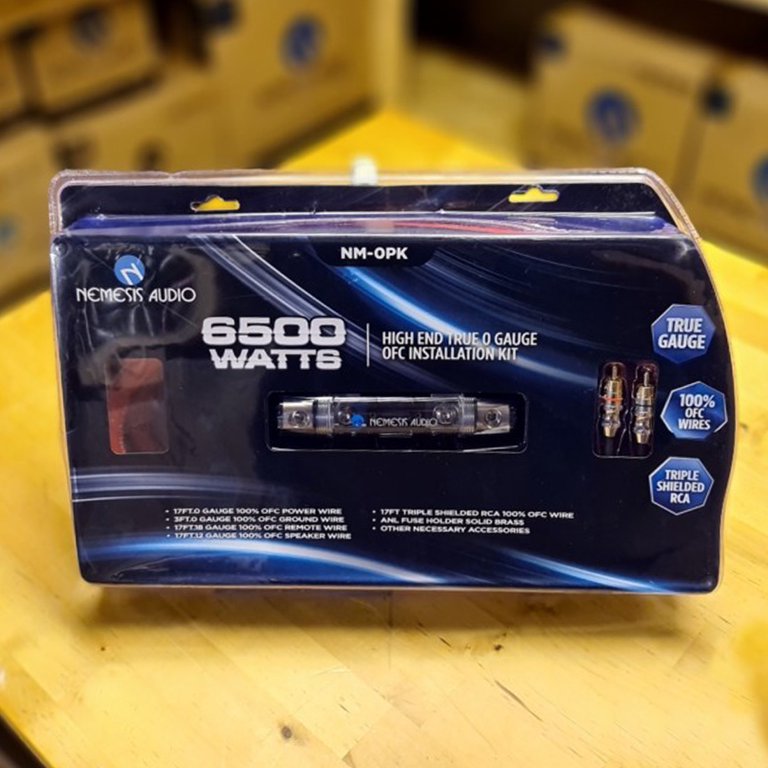 NM-0PK
NEMESIS AUDIO
6500
WATTS
HIGH END TRUE 0 GAUGE
OFC INSTALLATION KIT
TRUE
GAUGE
100%
OFC
WIRES
NEMESIS AUDIO
TRIPLE
SHIELDED
RCA
• 17FT.0 GAUGE 100% OFC POWER WIRE
• 3FT.0 GAUGE 100% OFC GROUND WIRE
• 17FT.18 GAUGE 100% OFC REMOTE WIRE
• 17FT.12 GAUGE 100% OFC SPEAKER WIRE
• 17FT TRIPLE SHIELDED RCA 100% OFC WIRE
• ANL FUSE HOLDER SOLID BRASS
• OTHER NECESSARY ACCESSORIES